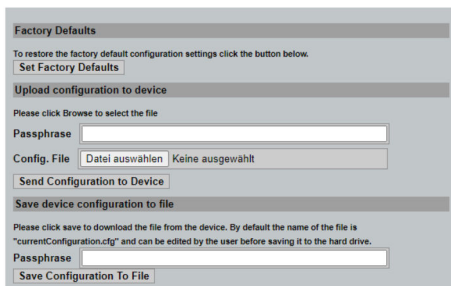 Factory Defaults
To restore the factory default configuration settings click the button below.
Set Factory Defaults
Upload configuration to device
Please click Browse to select the file
Passphrase
Config. File Datei auswählen Keine ausgewählt
Send Configuration to Device
Save device configuration to file
Please click save to download the file from the device. By default the name of the file is
"currentConfiguration.cfg" and can be edited by the user before saving it to the hard drive.
Passphrase
Save Configuration To File